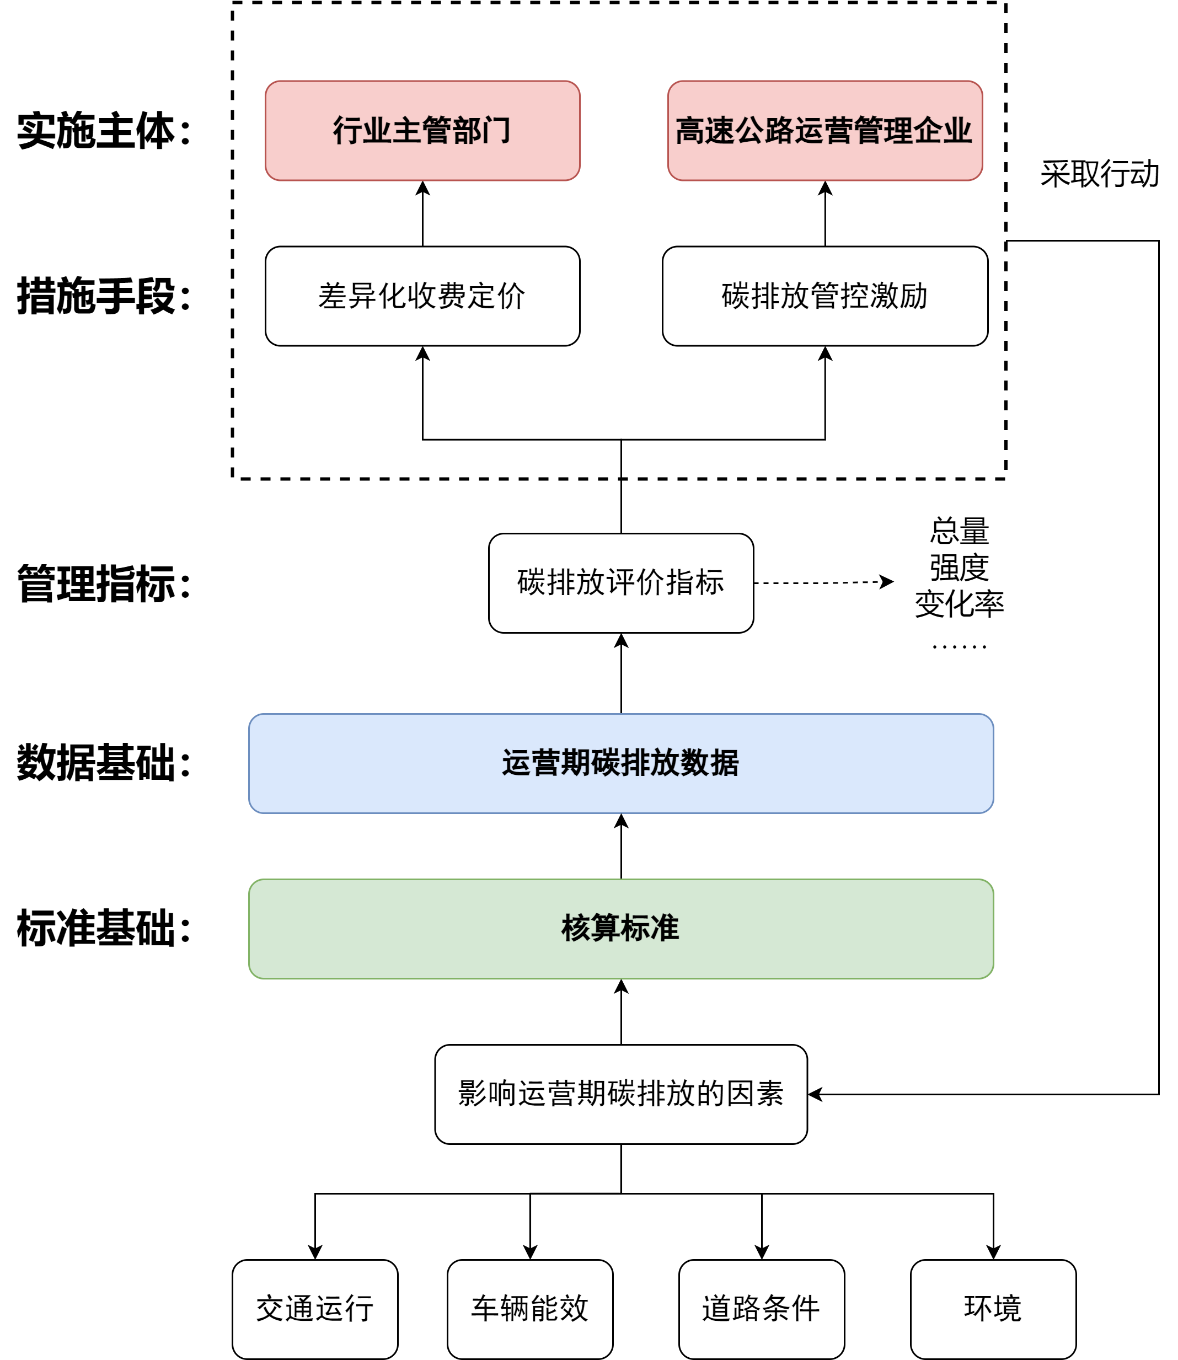 实施主体：
行业主管部门
高速公路运营管理企业
采取行动
措施手段：
差异化收费定价
碳排放管控激励
管理指标：
碳排放评价指标
总量
强度
变化率
……
数据基础：
运营期碳排放数据
标准基础：
核算标准
影响运营期碳排放的因素
交通运行
车辆能效
道路条件
环境